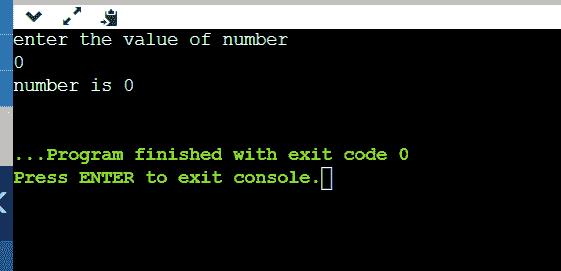 enter the value of number
0
number is 0
...Program finished with exit code 0
Press ENTER to exit console.